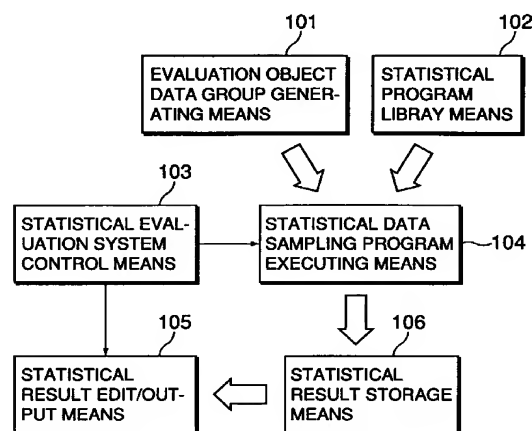 101
102
EVALUATION OBJECT
DATA GROUP GENER-
ATING MEANS
STATISTICAL
PROGRAM
LIBRAY MEANS
103
STATISTICAL EVAL-
UATION SYSTEM
CONTROL MEANS
STATISTICAL DATA
SAMPLING PROGRAM
EXECUTING MEANS
104
105
106
STATISTICAL
RESULT EDIT/OUT-
PUT MEANS
STATISTICAL
RESULT STORAGE
MEANS